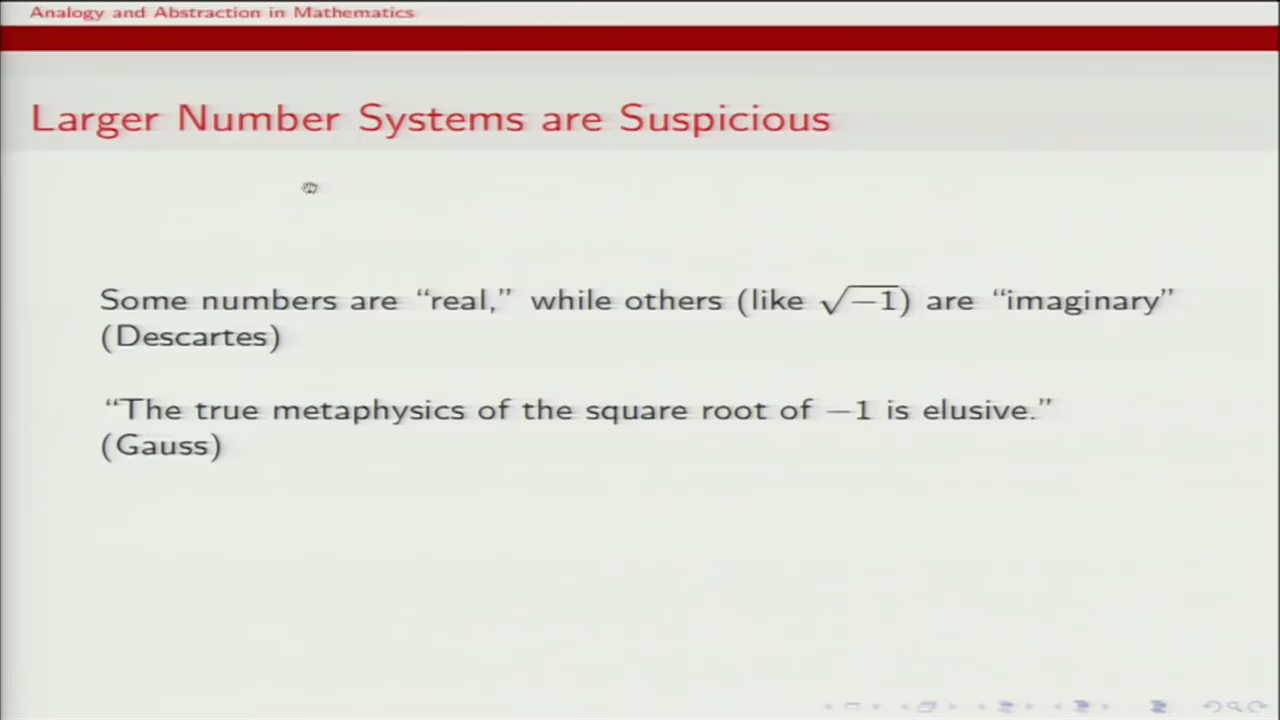 Analogy and Abstraction in Mathematics
Larger Number Systems are Suspicious
Some numbers are “real,” while others (like √−1) are “imaginary”
(Descartes)
“The true metaphysics of the square root of −1 is elusive.”
(Gauss)